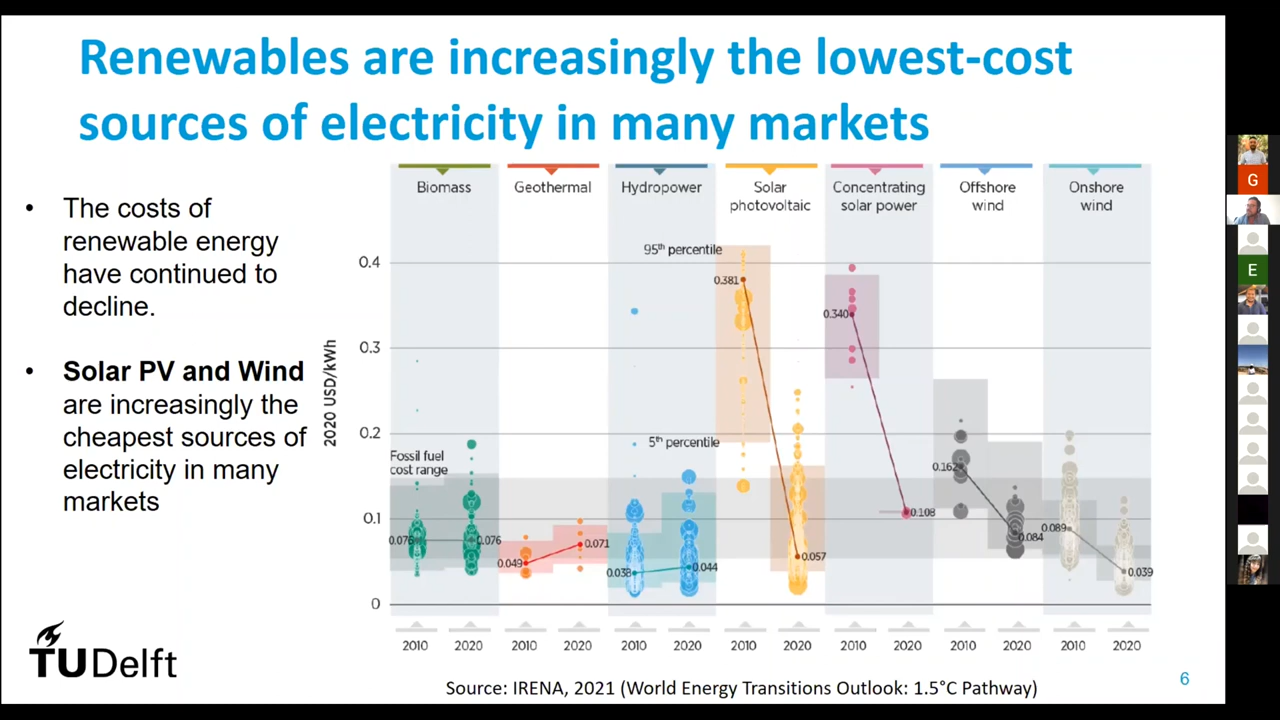 Renewables are increasingly the lowest-cost
sources of electricity in many markets
• The costs of
renewable energy
have continued to
decline.
• Solar PV and Wind
are increasingly the
cheapest sources of
electricity in many
markets
Biomass
Geothermal
Hydropower
Solar
photovoltaic
Concentrating
solar power
Offshore
wind
Onshore
wind
95th percentile
5th percentile
Fossil fuel
cost range
2020 USD/kWh
0.4
0.3
0.2
0.1
0
0.076
0.076
0.049
0.071
0.038
0.044
0.381
0.057
0.340
0.108
0.162
0.084
0.089
0.039
2010 2020 2010 2020 2010 2020 2010 2020 2010 2020 2010 2020 2010 2020
TU Delft
Source: IRENA, 2021 (World Energy Transitions Outlook: 1.5°C Pathway)
6
G
E